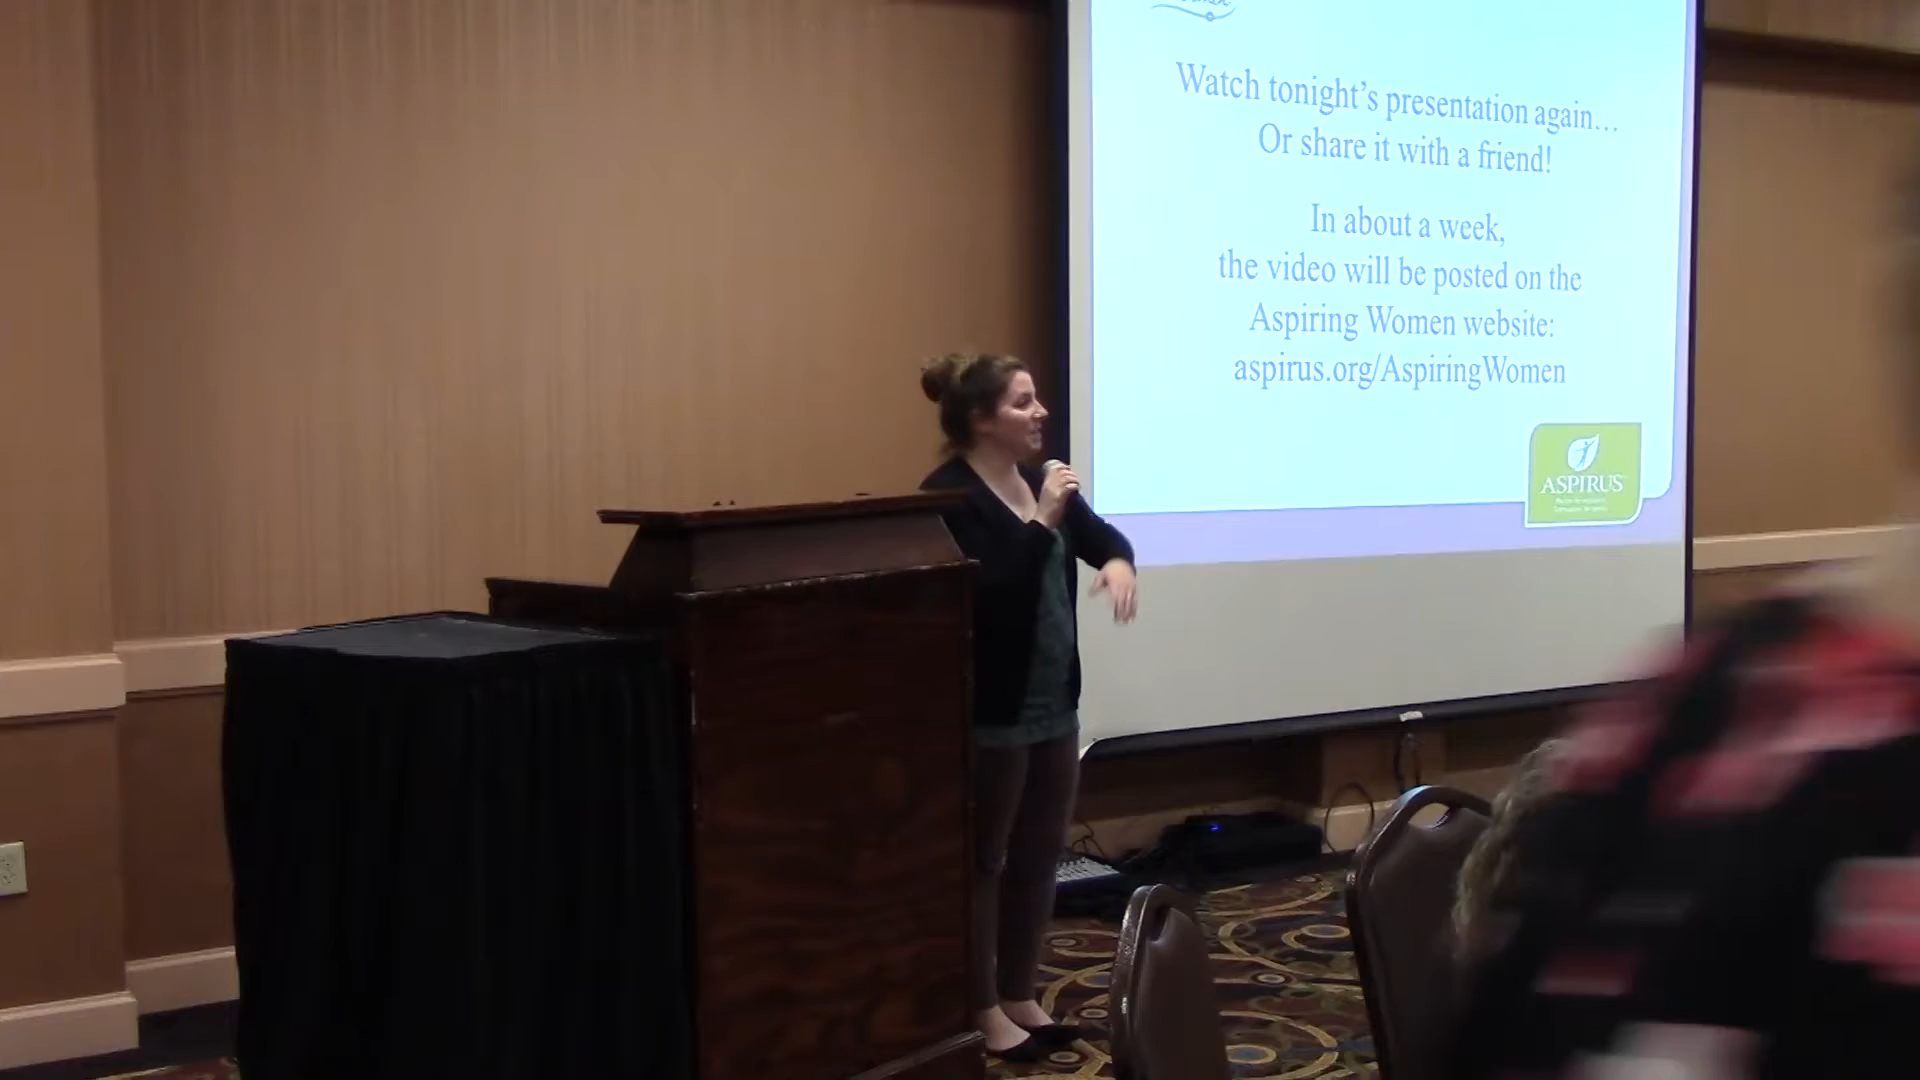 Watch tonight's presentation again...
Or share it with a friend!
In about a week,
the video will be posted on the
Aspiring Women website:
aspirus.org/AspiringWomen
ASPIRUS